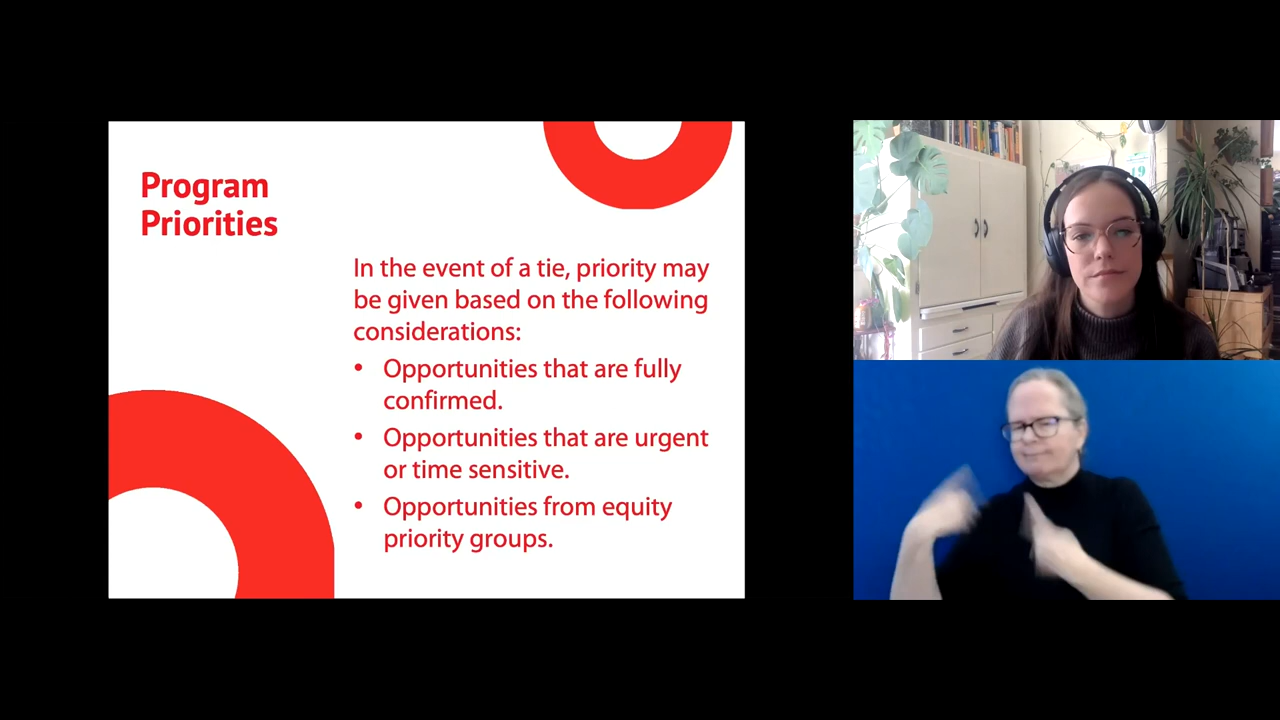 Program
Priorities
In the event of a tie, priority may
be given based on the following
considerations:
• Opportunities that are fully
confirmed.
• Opportunities that are urgent
or time sensitive.
• Opportunities from equity
priority groups.
19